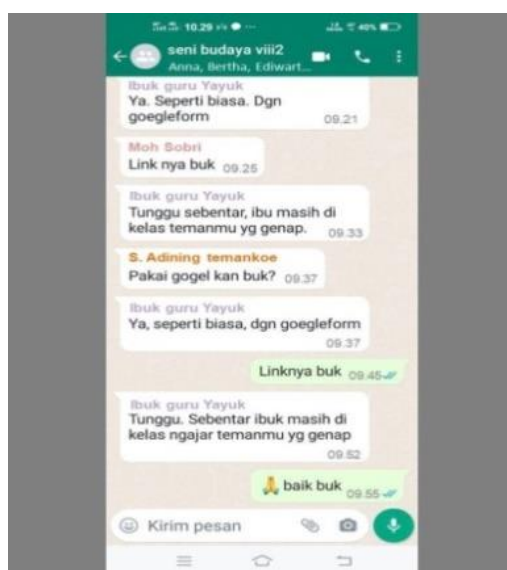 10.29
40%
seni budaya viii2
Anna, Bertha, Ediwart...
Ibuk guru Yayuk
Ya. Seperti biasa. Dgn
goegleform 09.21
Moh Sobri
Link nya buk 09.25
Ibuk guru Yayuk
Tunggu sebentar, ibu masih di
kelas temanmu yg genap. 09.33
S. Adining temankoe
Pakai gogel kan buk? 09.37
Ibuk guru Yayuk
Ya, seperti biasa, dgn goegleform
09.37
Linknya buk 09.45
Ibuk guru Yayuk
Tunggu. Sebentar ibuk masih di
kelas ngajar temanmu yg genap
09.52
🙏 baik buk 09.55
Kirim pesan